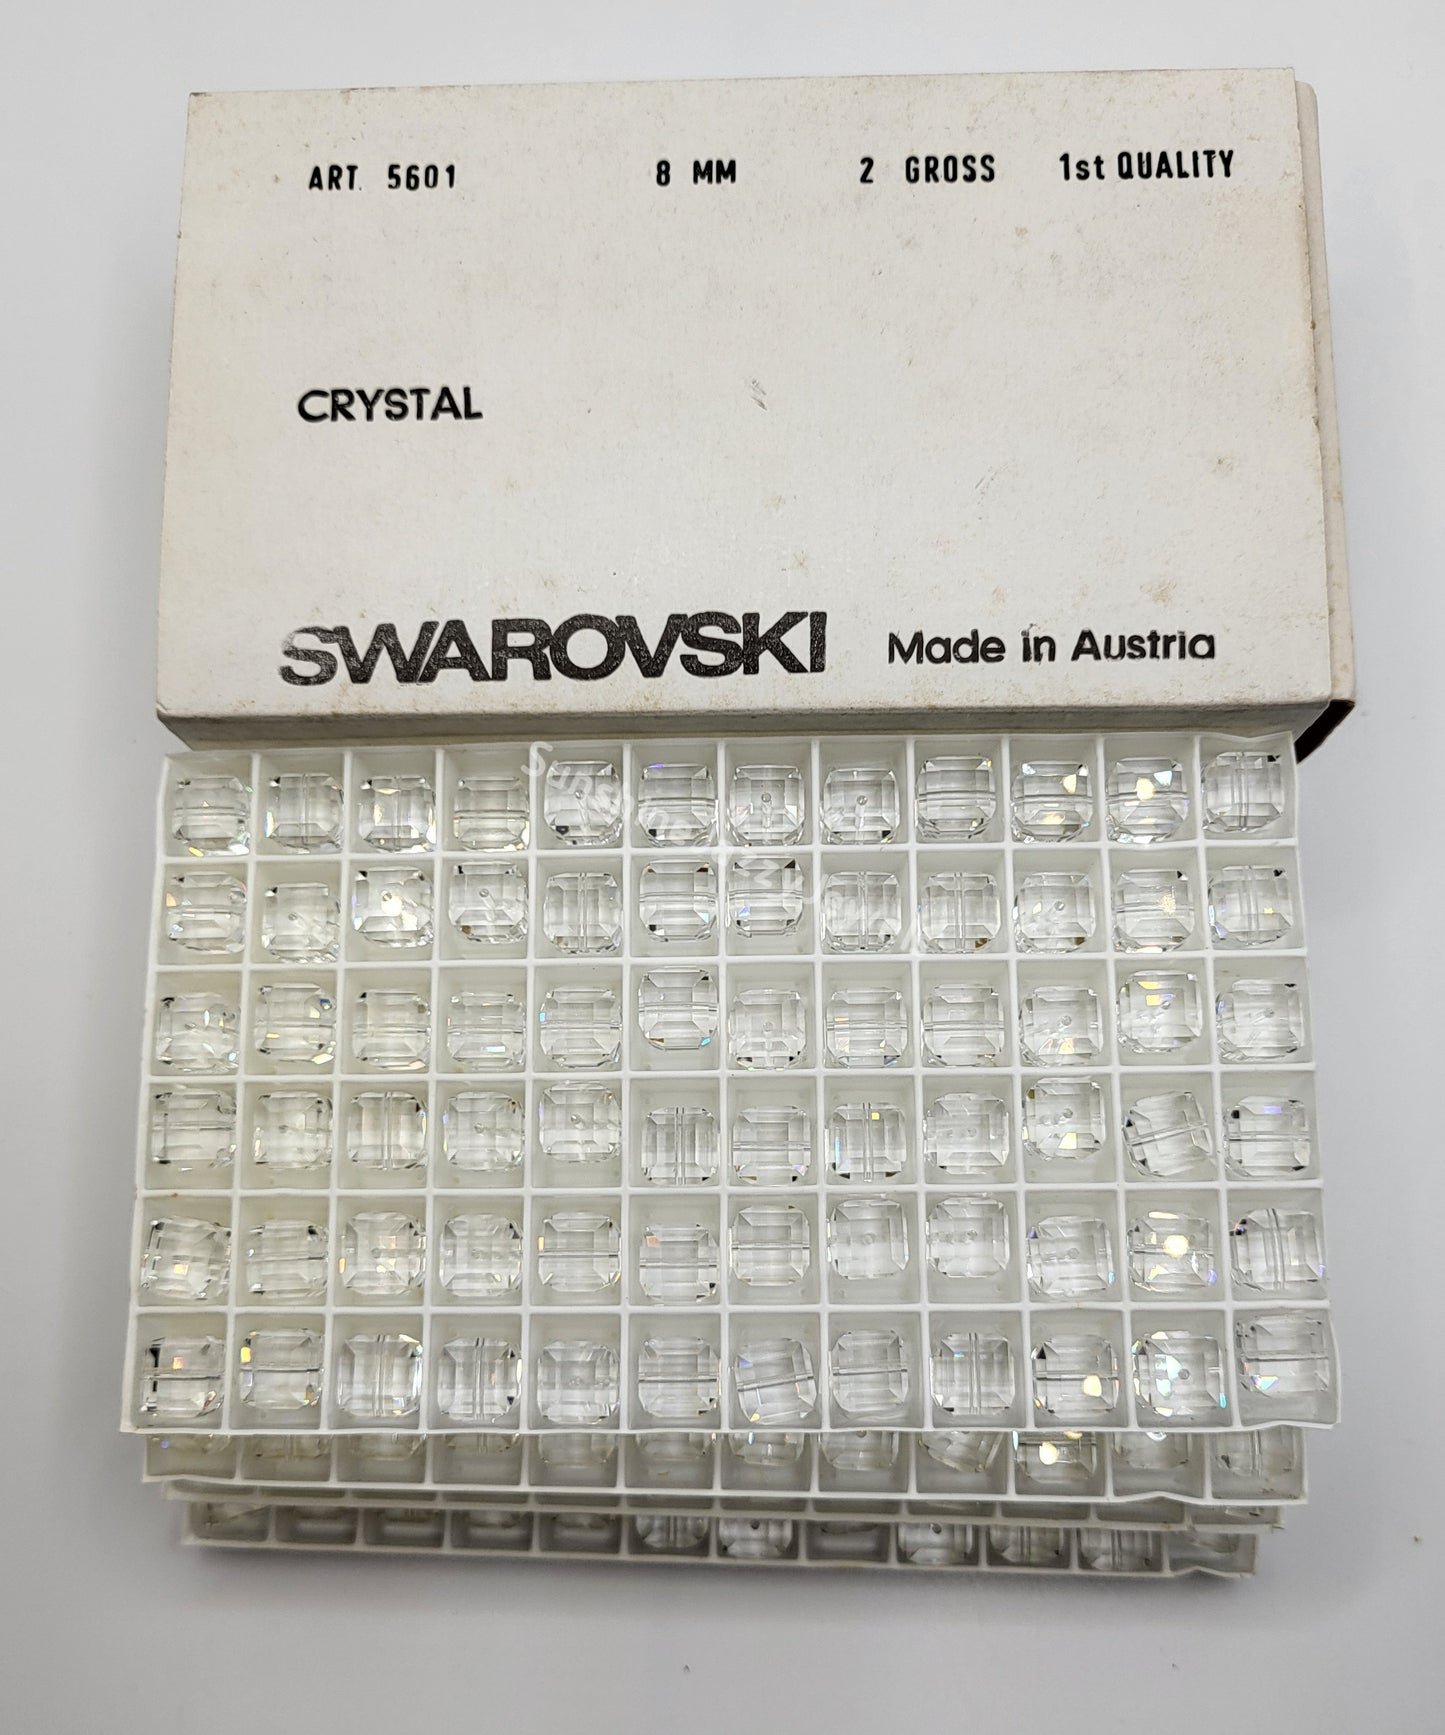 ART. 5601 8 MM 2 GROSS 1st QUALITY
CRYSTAL
SWAROVSKI Made in Austria